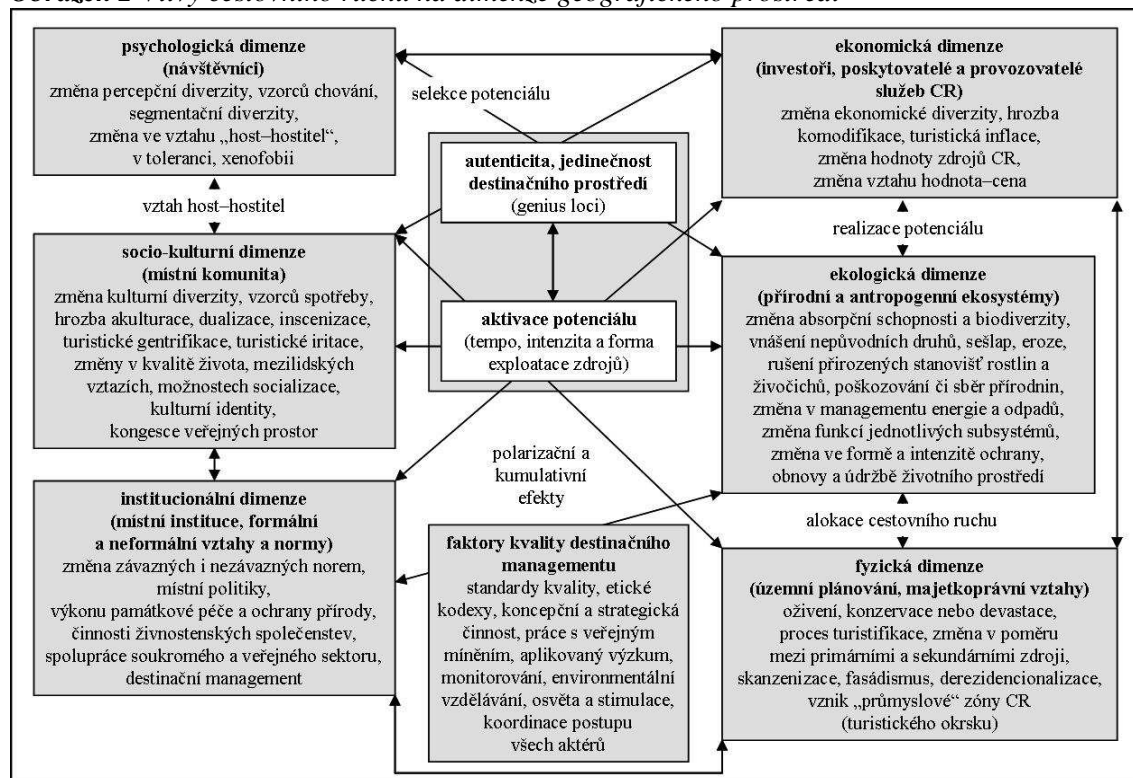 Obrázek 2 Vlivy cestovního ruchu na dimenze geografického prostředí
psychologická dimenze
(návštěvníci)
změna percepční diverzity, vzorců chování,
segmentační diverzity,
změna ve vztahu „host–hostitel“,
v toleranci, xenofobii
selekce potenciálu
ekonomická dimenze
(investoři, poskytovatelé a provozovatelé
služeb CR)
změna ekonomické diverzity, hrozba
komodifikace, turistická inflace,
změna hodnoty zdrojů CR,
změna vztahu hodnota–cena
autenticita, jedinečnost
destinačního prostředí
(genius loci)
vztah host–hostitel
realizace potenciálu
socio-kulturní dimenze
(místní komunita)
změna kulturní diverzity, vzorců spotřeby,
hrozba akulturace, dualizace, inscenizace,
turistické gentrifikace, turistické iritace,
změny v kvalitě života, mezilidských
vztazích, možnostech socializace,
kulturní identity,
kongesce veřejných prostor
aktivace potenciálu
(tempo, intenzita a forma
exploatace zdrojů)
ekologická dimenze
(přírodní a antropogenní ekosystémy)
změna absorpční schopnosti a biodiverzity,
vnášení nepůvodních druhů, sešlap, eroze,
rušení přirozených stanovišť rostlin a
živočichů, poškozování či sběr přírodnin,
změna v managementu energie a odpadů,
změna funkcí jednotlivých subsystémů,
změna ve formě a intenzitě ochrany,
obnovy a údržbě životního prostředí
polarizační a
kumulativní
efekty
alokace cestovního ruchu
institucionální dimenze
(místní instituce, formální
a neformální vztahy a normy)
změna závazných i nezávazných norem,
místní politiky,
výkonu památkové péče a ochrany přírody,
činnosti živnostenských společenstev,
spolupráce soukromého a veřejného sektoru,
destinační management
faktory kvality destinačního
managementu
standardy kvality, etické
kodexy, koncepční a strategická
činnost, práce s veřejným
míněním, aplikovaný výzkum,
monitorování, environmentální
vzdělávání, osvěta a stimulace,
koordinace postupu
všech aktérů
fyzická dimenze
(územní plánování, majetkoprávní vztahy)
oživení, konzervace nebo devastace,
proces turistifikace, změna v poměru
mezi primárními a sekundárními zdroji,
skanzenizace, fasádismus, derezidencionalizace,
vznik „průmyslové“ zóny CR
(turistického okrsku)